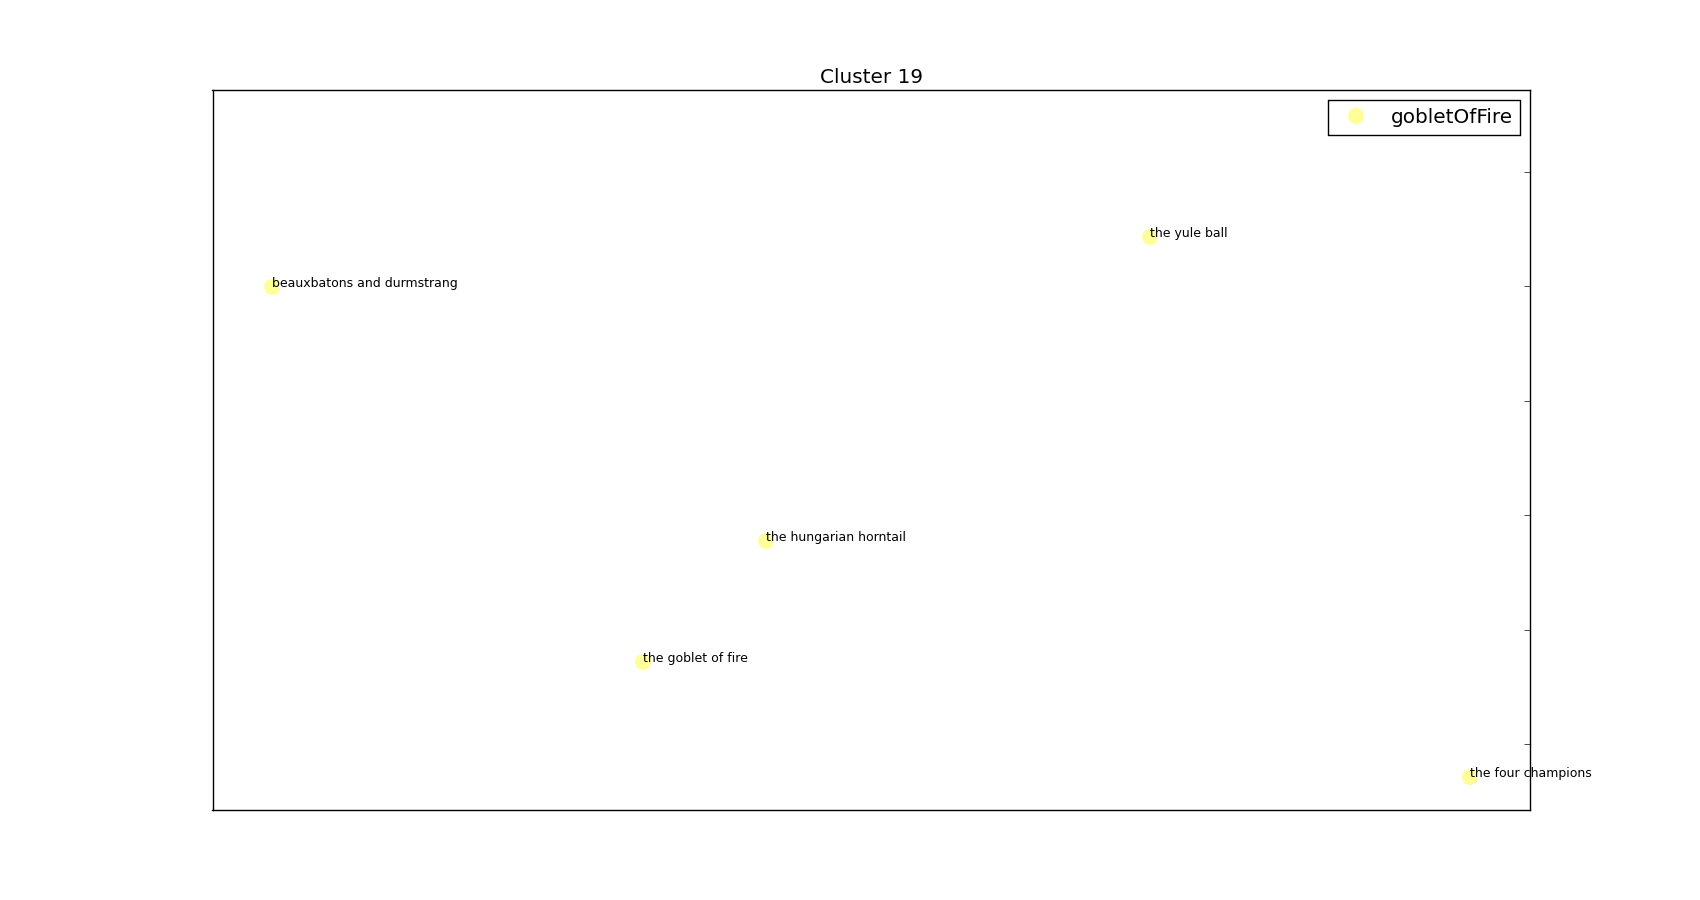 Cluster 19
gobletOfFire
the yule ball
beauxbatons and durmstrang
the hungarian horntail
the goblet of fire
the four champions